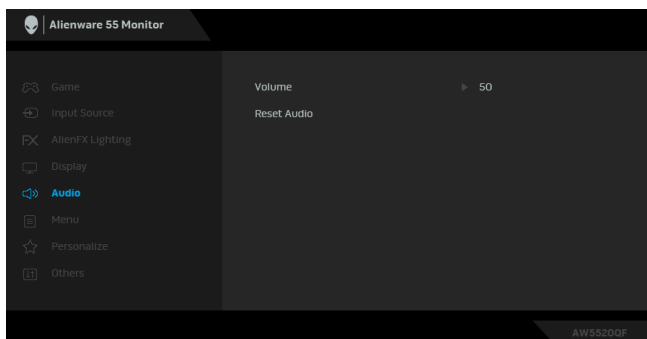 Alienware 55 Monitor
Game
Input Source
AlienFX Lighting
Display
Audio
Menu
Personalize
Others
Volume 50
Reset Audio
AW5520QF